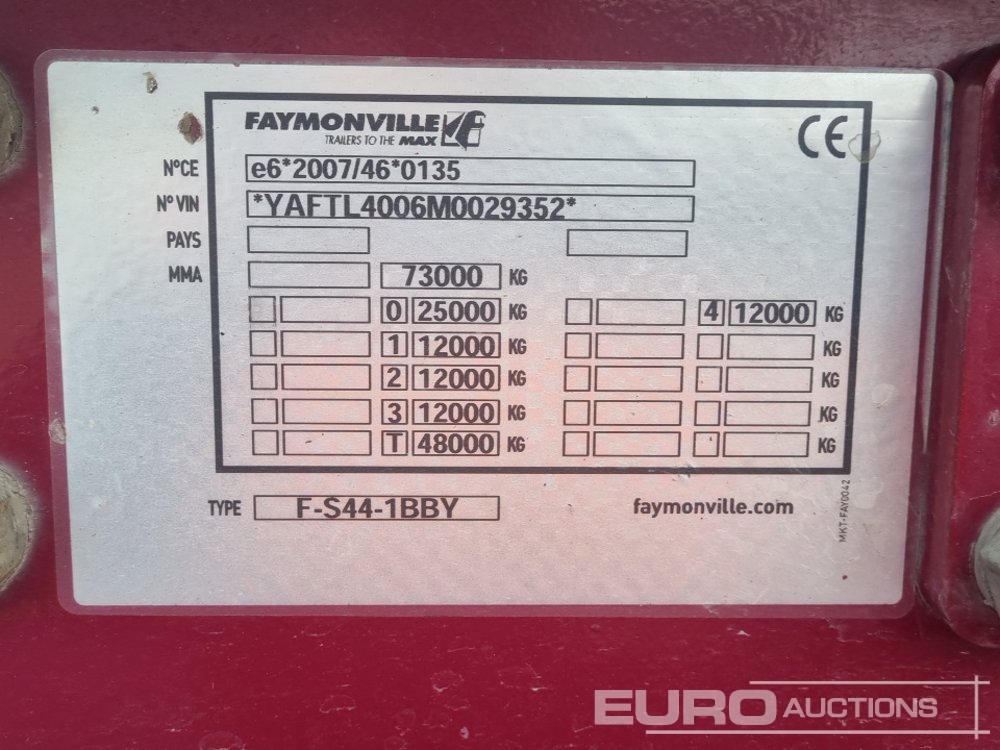 FAYMONVILLE
TRAILERS TO THE MAX
CE
N°CE e6*2007/46*0135
N° VIN *YAFTL4006M0029352*
PAYS
MMA 73000 KG
0 25000 KG 4 12000 KG
1 12000 KG KG
2 12000 KG KG
3 12000 KG KG
T 48000 KG KG
TYPE F-S44-1BBY faymonville.com
MKT-FAY0042
EURO AUCTIONS